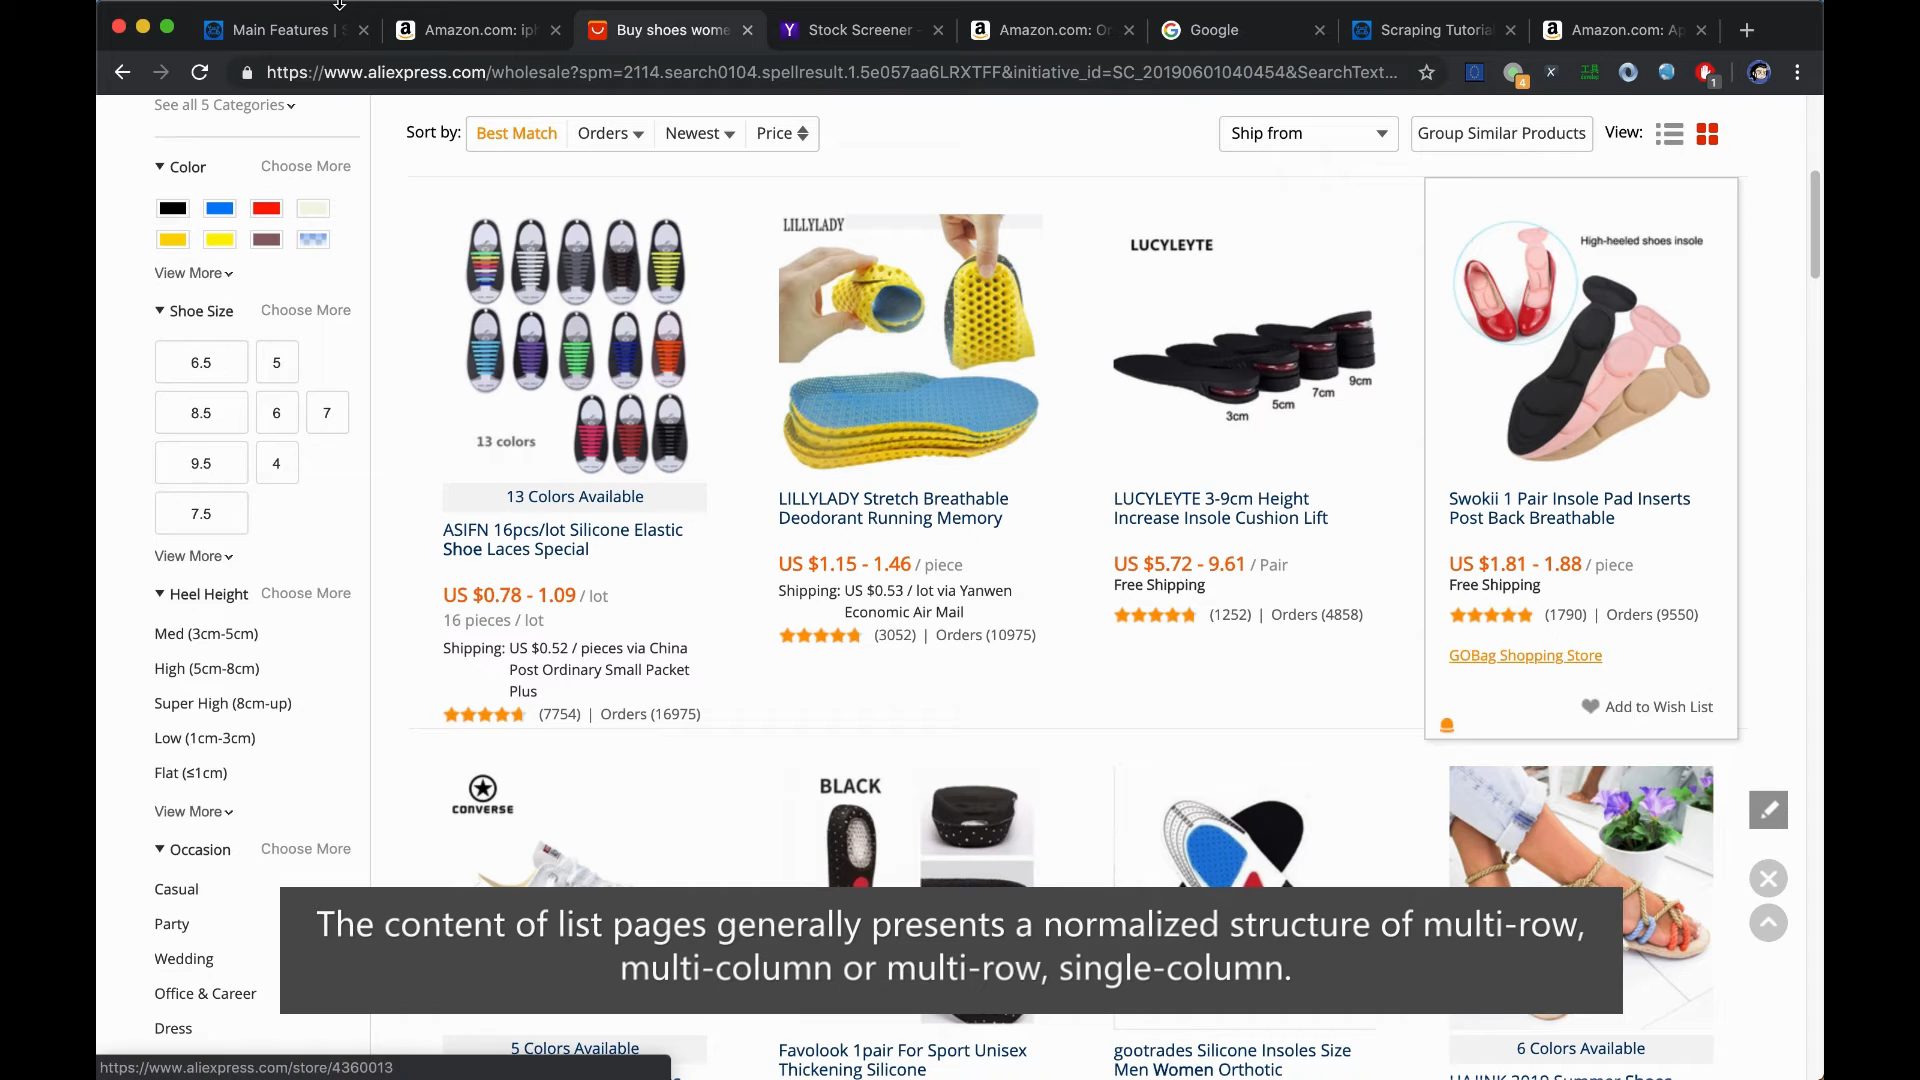 Main Features | S
Amazon.com: iph
Buy shoes wome
Stock Screener -
Amazon.com: Or
Google
Scraping Tutorial
Amazon.com: Ap
https://www.aliexpress.com/wholesale?spm=2114.search0104.spellresult.1.5e057aa6LRXTFF&initiative_id=SC_20190601040454&SearchText...
4
1
See all 5 Categories
Sort by: Best Match Orders Newest Price
Ship from
Group Similar Products
View:
Color Choose More
View More
Shoe Size Choose More
6.5 5
8.5 6 7
9.5 4
7.5
View More
Heel Height Choose More
Med (3cm-5cm)
High (5cm-8cm)
Super High (8cm-up)
Low (1cm-3cm)
Flat (≤1cm)
View More
Occasion Choose More
Casual
Party
Wedding
Office & Career
Dress
13 colors
13 Colors Available
ASIFN 16pcs/lot Silicone Elastic
Shoe Laces Special
US $0.78 - 1.09 / lot
16 pieces / lot
Shipping: US $0.52 / pieces via China
Post Ordinary Small Packet
Plus
(7754) | Orders (16975)
LILLYLADY
LILLYLADY Stretch Breathable
Deodorant Running Memory
US $1.15 - 1.46 / piece
Shipping: US $0.53 / lot via Yanwen
Economic Air Mail
(3052) | Orders (10975)
LUCYLEYTE
3cm 5cm 7cm 9cm
LUCYLEYTE 3-9cm Height
Increase Insole Cushion Lift
US $5.72 - 9.61 / Pair
Free Shipping
(1252) | Orders (4858)
High-heeled shoes insole
Swokii 1 Pair Insole Pad Inserts
Post Back Breathable
US $1.81 - 1.88 / piece
Free Shipping
(1790) | Orders (9550)
GOBag Shopping Store
Add to Wish List
CONVERSE
BLACK
The content of list pages generally presents a normalized structure of multi-row,
multi-column or multi-row, single-column.
5 Colors Available
Favolook 1pair For Sport Unisex
Thickening Silicone
gootrades Silicone Insoles Size
Men Women Orthotic
6 Colors Available
HAJINK 2019 Summer Shoes
https://www.aliexpress.com/store/4360013